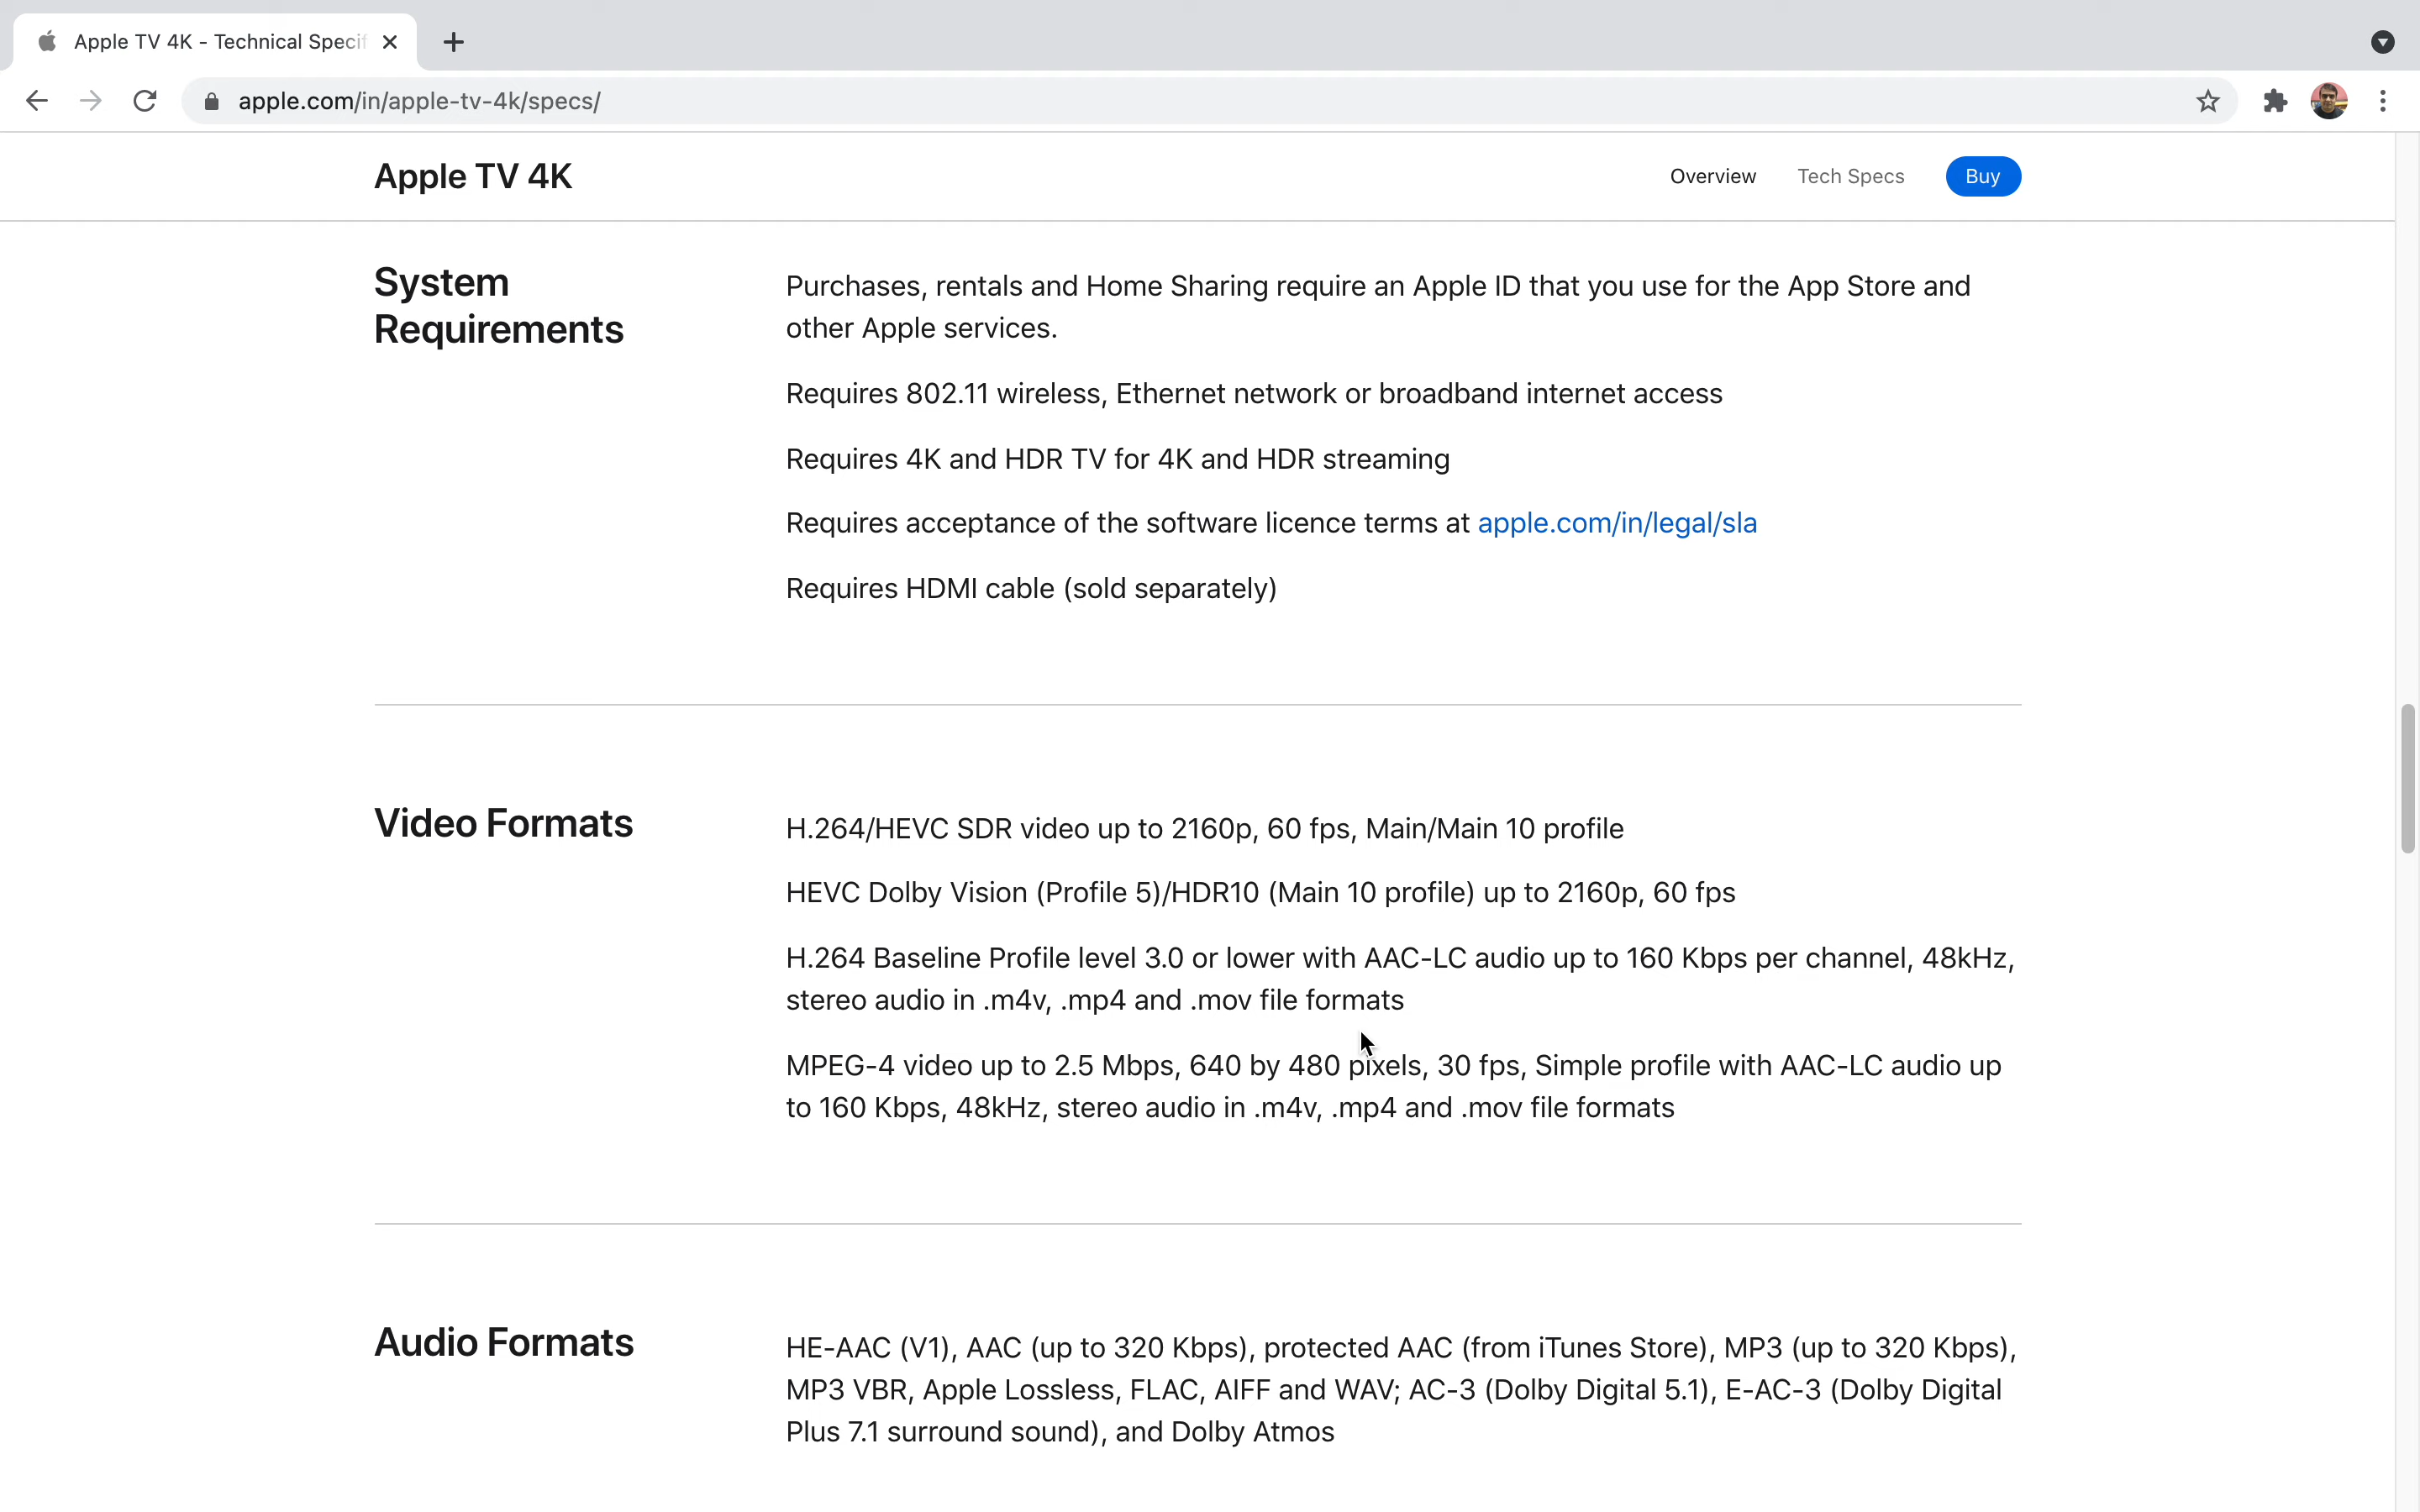 Apple TV 4K - Technical Specif
apple.com/in/apple-tv-4k/specs/
Apple TV 4K
Overview
Tech Specs
Buy
System
Requirements
Purchases, rentals and Home Sharing require an Apple ID that you use for the App Store and
other Apple services.
Requires 802.11 wireless, Ethernet network or broadband internet access
Requires 4K and HDR TV for 4K and HDR streaming
Requires acceptance of the software licence terms at apple.com/in/legal/sla
Requires HDMI cable (sold separately)
Video Formats
H.264/HEVC SDR video up to 2160p, 60 fps, Main/Main 10 profile
HEVC Dolby Vision (Profile 5)/HDR10 (Main 10 profile) up to 2160p, 60 fps
H.264 Baseline Profile level 3.0 or lower with AAC-LC audio up to 160 Kbps per channel, 48kHz,
stereo audio in .m4v, .mp4 and .mov file formats
MPEG-4 video up to 2.5 Mbps, 640 by 480 pixels, 30 fps, Simple profile with AAC-LC audio up
to 160 Kbps, 48kHz, stereo audio in .m4v, .mp4 and .mov file formats
Audio Formats
HE-AAC (V1), AAC (up to 320 Kbps), protected AAC (from iTunes Store), MP3 (up to 320 Kbps),
MP3 VBR, Apple Lossless, FLAC, AIFF and WAV; AC-3 (Dolby Digital 5.1), E-AC-3 (Dolby Digital
Plus 7.1 surround sound), and Dolby Atmos